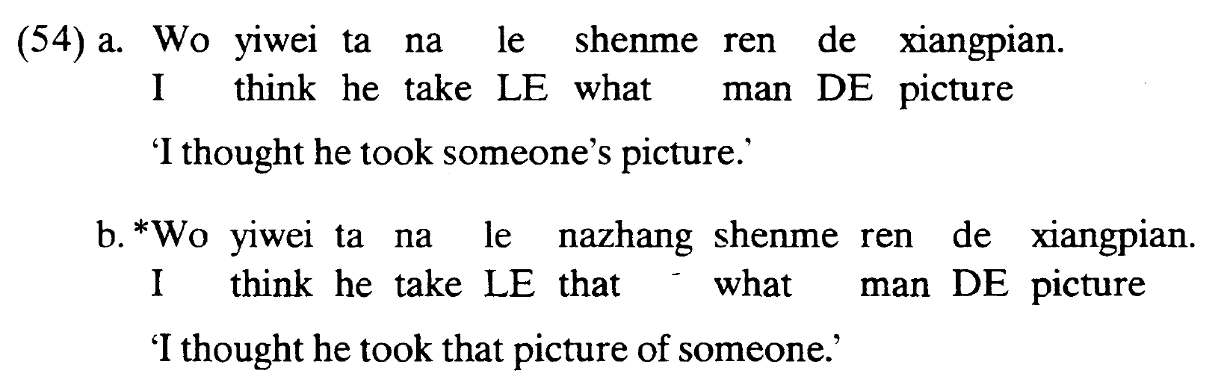 (54) a. Wo yiwei ta na le shenme ren de xiangpian.
I think he take LE what man DE picture
‘I thought he took someone’s picture.’
b. *Wo yiwei ta na le nazhang shenme ren de xiangpian.
I think he take LE that what man DE picture
‘I thought he took that picture of someone.’